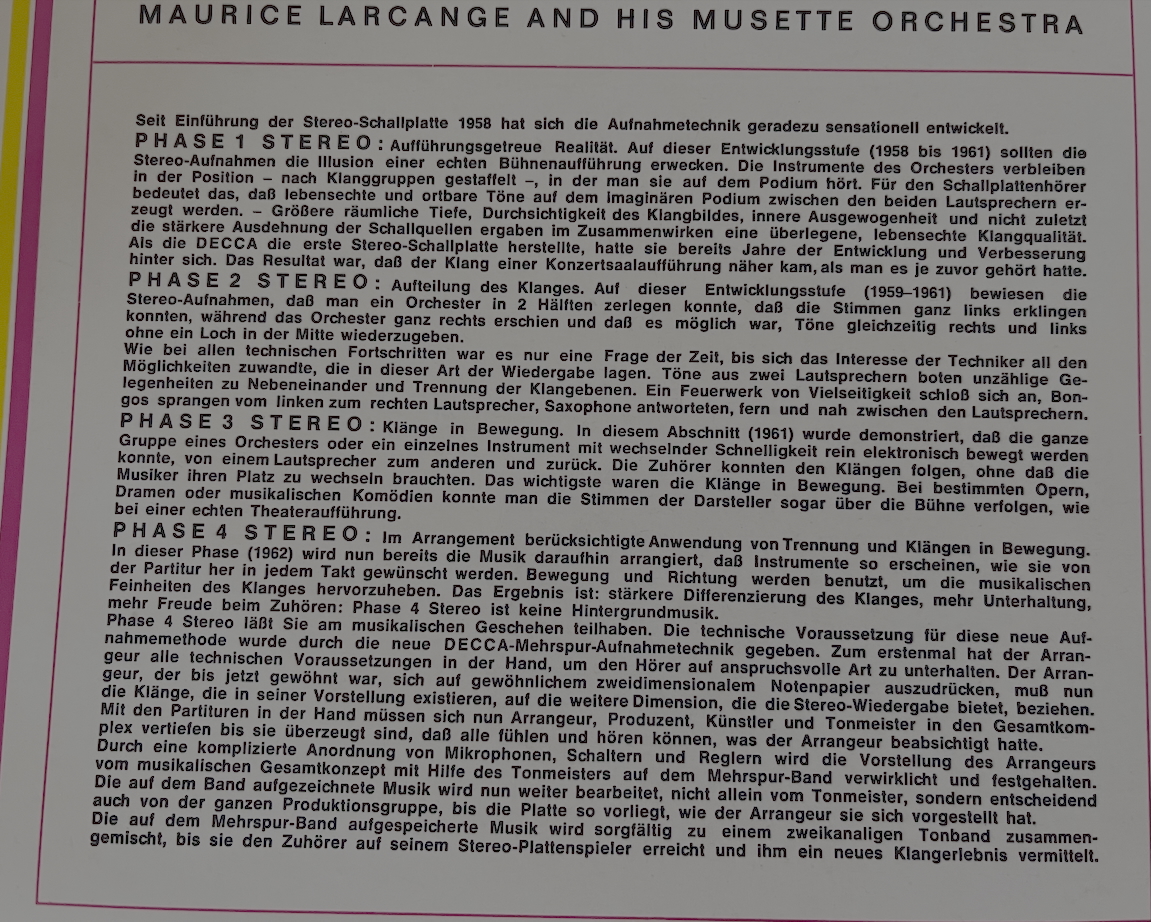 MAURICE LARCANGE AND HIS MUSETTE ORCHESTRA
Seit Einführung der Stereo-Schallplatte 1958 hat sich die Aufnahmetechnik geradezu sensationell entwickelt.
PHASE 1 STEREO: Aufführungsgetreue Realität. Auf dieser Entwicklungsstufe (1958 bis 1961) sollten die
Stereo-Aufnahmen die Illusion einer echten Bühnenaufführung erwecken. Die Instrumente des Orchesters verbleiben
in der Position – nach Klanggruppen gestaffelt –, in der man sie auf dem Podium hört. Für den Schallplattenhörer
bedeutet das, daß lebensechte und ortbare Töne auf dem imaginären Podium zwischen den beiden Lautsprechern er-
zeugt werden. – Größere räumliche Tiefe, Durchsichtigkeit des Klangbildes, innere Ausgewogenheit und nicht zuletzt
die stärkere Ausdehnung der Schallquellen ergaben im Zusammenwirken eine überlegene, lebensechte Klangqualität.
Als die DECCA die erste Stereo-Schallplatte herstellte, hatte sie bereits Jahre der Entwicklung und Verbesserung
hinter sich. Das Resultat war, daß der Klang einer Konzertsaalaufführung näher kam, als man es je zuvor gehört hatte.
PHASE 2 STEREO: Aufteilung des Klanges. Auf dieser Entwicklungsstufe (1959–1961) bewiesen die
Stereo-Aufnahmen, daß man ein Orchester in 2 Hälften zerlegen konnte, daß die Stimmen ganz links erklingen
konnten, während das Orchester ganz rechts erschien und daß es möglich war, Töne gleichzeitig rechts und links
ohne ein Loch in der Mitte wiederzugeben.
Wie bei allen technischen Fortschritten war es nur eine Frage der Zeit, bis sich das Interesse der Techniker all den
Möglichkeiten zuwandte, die in dieser Art der Wiedergabe lagen. Töne aus zwei Lautsprechern boten unzählige Ge-
legenheiten zu Nebeneinander und Trennung der Klangebenen. Ein Feuerwerk von Vielseitigkeit schloß sich an, Bon-
gos sprangen vom linken zum rechten Lautsprecher, Saxophone antworteten, fern und nah zwischen den Lautsprechern.
PHASE 3 STEREO: Klänge in Bewegung. In diesem Abschnitt (1961) wurde demonstriert, daß die ganze
Gruppe eines Orchesters oder ein einzelnes Instrument mit wechselnder Schnelligkeit rein elektronisch bewegt werden
konnte, von einem Lautsprecher zum anderen und zurück. Die Zuhörer konnten den Klängen folgen, ohne daß die
Musiker ihren Platz zu wechseln brauchten. Das wichtigste waren die Klänge in Bewegung. Bei bestimmten Opern,
Dramen oder musikalischen Komödien konnte man die Stimmen der Darsteller sogar über die Bühne verfolgen, wie
bei einer echten Theateraufführung.
PHASE 4 STEREO: Im Arrangement berücksichtigte Anwendung von Trennung und Klängen in Bewegung.
In dieser Phase (1962) wird nun bereits die Musik daraufhin arrangiert, daß Instrumente so erscheinen, wie sie von
der Partitur her in jedem Takt gewünscht werden. Bewegung und Richtung werden benutzt, um die musikalischen
Feinheiten des Klanges hervorzuheben. Das Ergebnis ist: stärkere Differenzierung des Klanges, mehr Unterhaltung,
mehr Freude beim Zuhören: Phase 4 Stereo ist keine Hintergrundmusik.
Phase 4 Stereo läßt Sie am musikalischen Geschehen teilhaben. Die technische Voraussetzung für diese neue Auf-
nahmemethode wurde durch die neue DECCA-Mehrspur-Aufnahmetechnik gegeben. Zum erstenmal hat der Arran-
geur alle technischen Voraussetzungen in der Hand, um den Hörer auf anspruchsvolle Art zu unterhalten. Der Arran-
geur, der bis jetzt gewöhnt war, sich auf gewöhnlichem zweidimensionalem Notenpapier auszudrücken, muß nun
die Klänge, die in seiner Vorstellung existieren, auf die weitere Dimension, die die Stereo-Wiedergabe bietet, beziehen.
Mit den Partituren in der Hand müssen sich nun Arrangeur, Produzent, Künstler und Tonmeister in den Gesamtkom-
plex vertiefen bis sie überzeugt sind, daß alle fühlen und hören können, was der Arrangeur beabsichtigt hatte.
Durch eine komplizierte Anordnung von Mikrophonen, Schaltern und Reglern wird die Vorstellung des Arrangeurs
vom musikalischen Gesamtkonzept mit Hilfe des Tonmeisters auf dem Mehrspur-Band verwirklicht und festgehalten.
Die auf dem Band aufgezeichnete Musik wird nun weiter bearbeitet, nicht allein vom Tonmeister, sondern entscheidend
auch von der ganzen Produktionsgruppe, bis die Platte so vorliegt, wie der Arrangeur sie sich vorgestellt hat.
Die auf dem Mehrspur-Band aufgespeicherte Musik wird sorgfältig zu einem zweikanaligen Tonband zusammen-
gemischt, bis sie den Zuhörer auf seinem Stereo-Plattenspieler erreicht und ihm ein neues Klangerlebnis vermittelt.